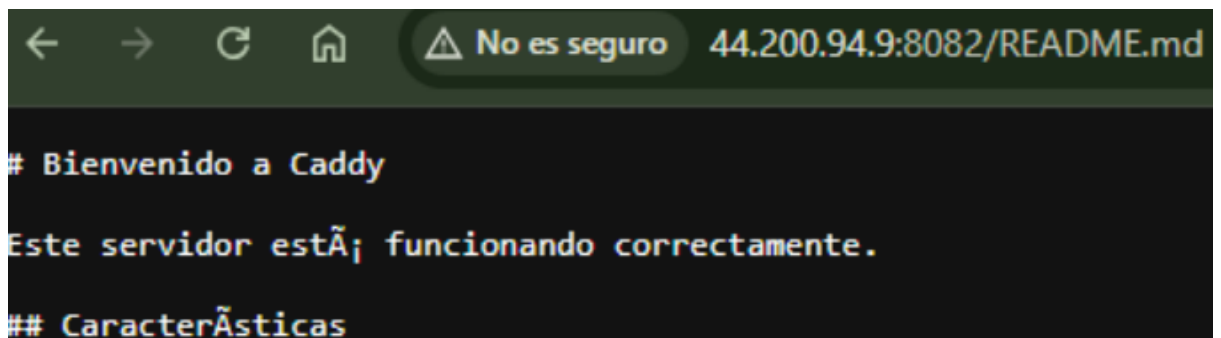 No es seguro 44.200.94.9:8082/README.md
# Bienvenido a Caddy
Este servidor estÃ¡ funcionando correctamente.
## CaracterÃsticas